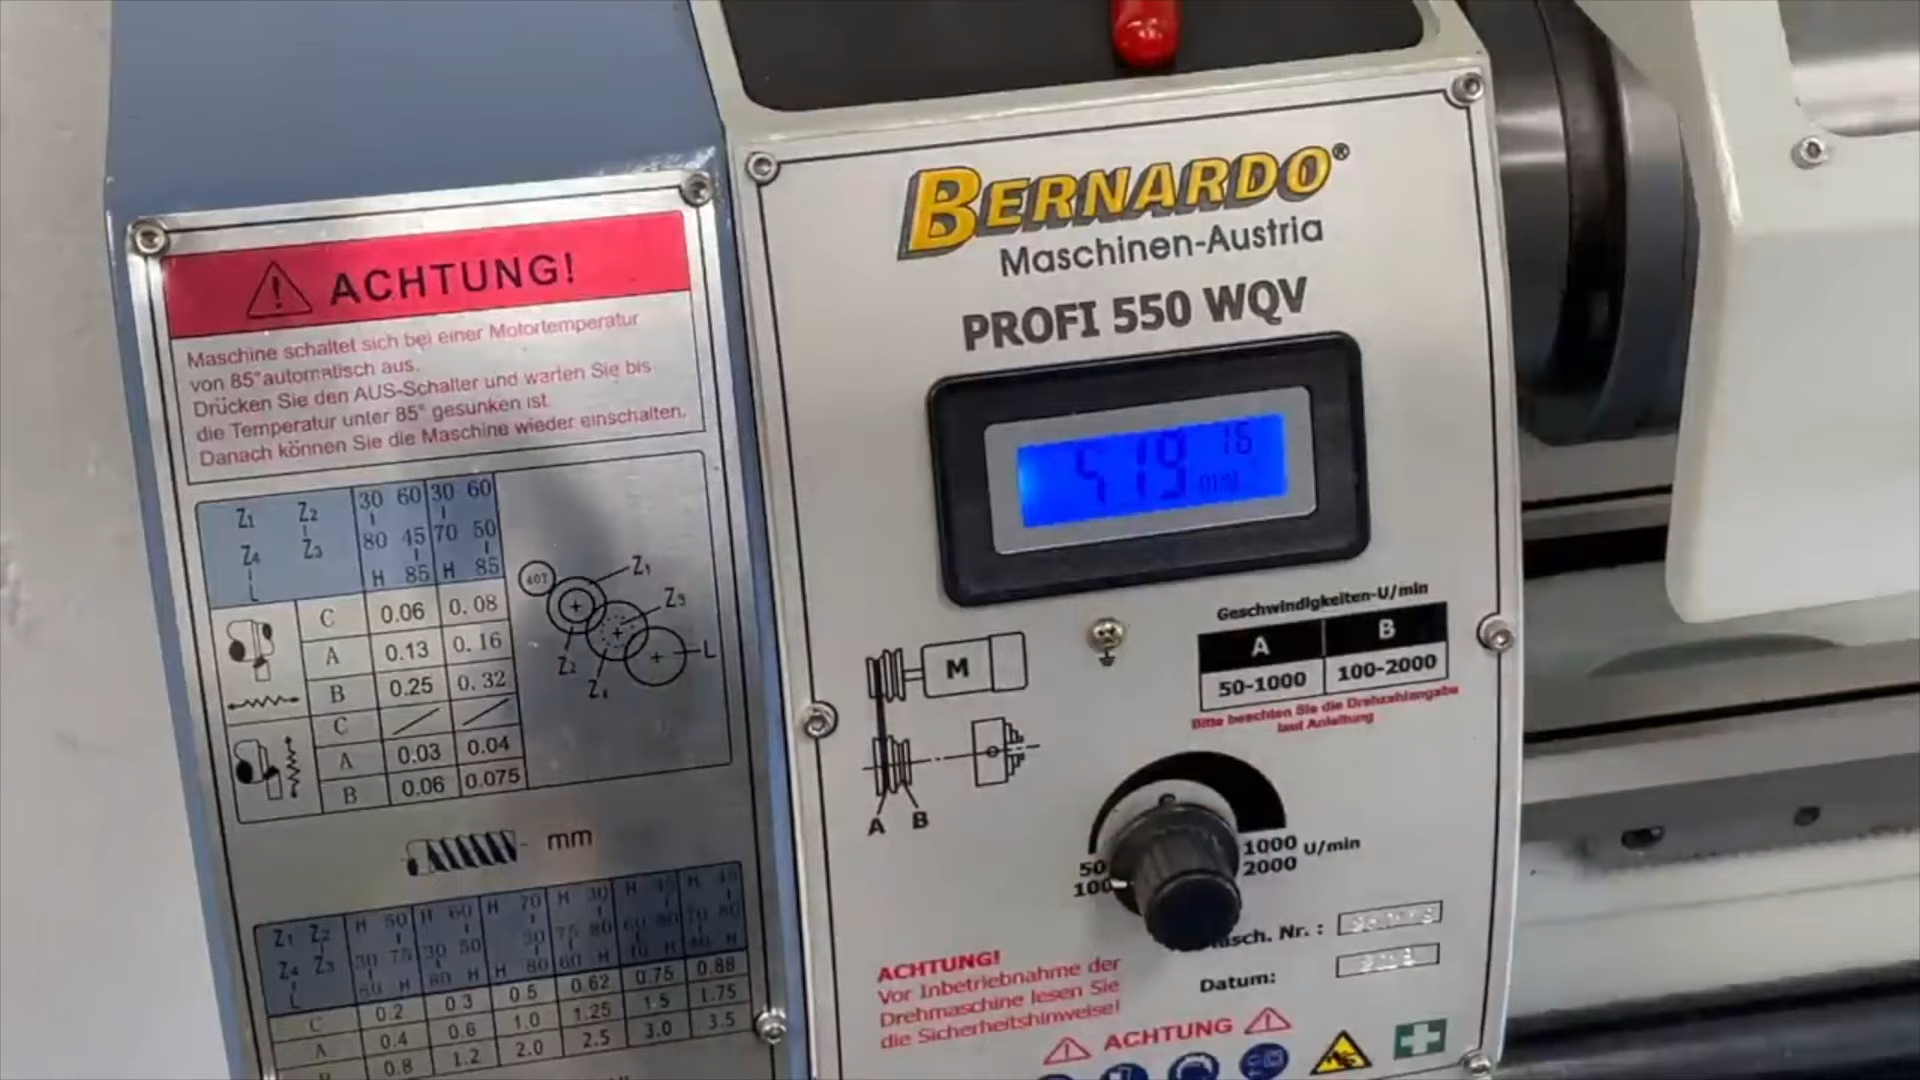 ACHTUNG!
Maschine schaltet sich bei einer Motortemperatur
von 85° automatisch aus.
Drücken Sie den AUS-Schalter und warten Sie bis
die Temperatur unter 85° gesunken ist
Danach können Sie die Maschine wieder einschalten.
Z1 Z2 30 60 30 60
Z4 Z3 80 45 70 50
L H 85 H 85
C 0.06 0.08
A 0.13 0.16
B 0.25 0.32
C
A 0.03 0.04
B 0.06 0.075
40T Z1 Z3 Z2 Z4 L
mm
Z1 Z2
Z4 Z3
L
C 0.2 0.3 0.5 0.62 0.75 0.88
A 0.4 0.6 1.0 1.25 1.5 1.75
B 0.8 1.2 2.0 2.5 3.0 3.5
BERNARDO®
Maschinen-Austria
PROFI 550 WQV
519
Geschwindigkeiten-U/min
A B
50-1000 100-2000
Bitte beachten Sie die Drehzahlangabe
laut Anleitung
M
A B
50 1000 U/min
100 2000
Masch. Nr. :
Datum:
ACHTUNG!
Vor Inbetriebnahme der
Drehmaschine lesen Sie
die Sicherheitshinweise!
ACHTUNG